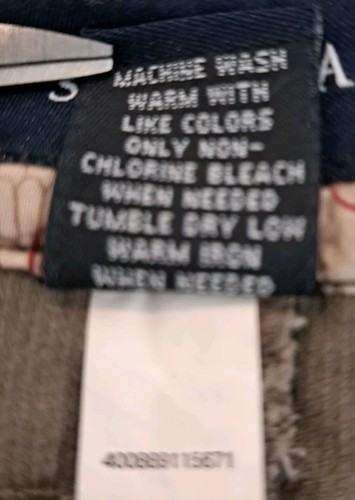 S A
MACHINE WASH
WARM WITH
LIKE COLORS
ONLY NON-
CHLORINE BLEACH
WHEN NEEDED
TUMBLE DRY LOW
WARM IRON
WHEN NEEDED